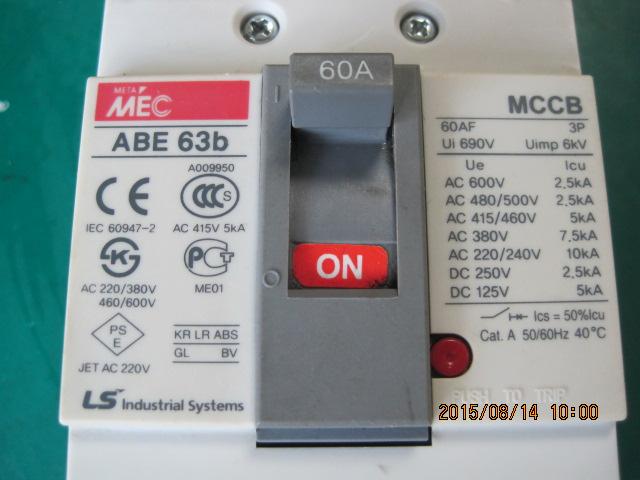 META
MEC
ABE 63b
A009950
CE
CCC S
IEC 60947-2
AC 415V 5kA
K
PCT
AC 220/380V
460/600V
ME01
PS
E
JET AC 220V
KR LR ABS
GL BV
LS Industrial Systems
60A
I
ON
O
MCCB
60AF 3P
Ui 690V Uimp 6kV
Ue Icu
AC 600V 2.5kA
AC 480/500V 2.5kA
AC 415/460V 5kA
AC 380V 7.5kA
AC 220/240V 10kA
DC 250V 2.5kA
DC 125V 5kA
Ics = 50%Icu
Cat. A 50/60Hz 40°C
PUSH TO TRIP
2015/08/14 10:00